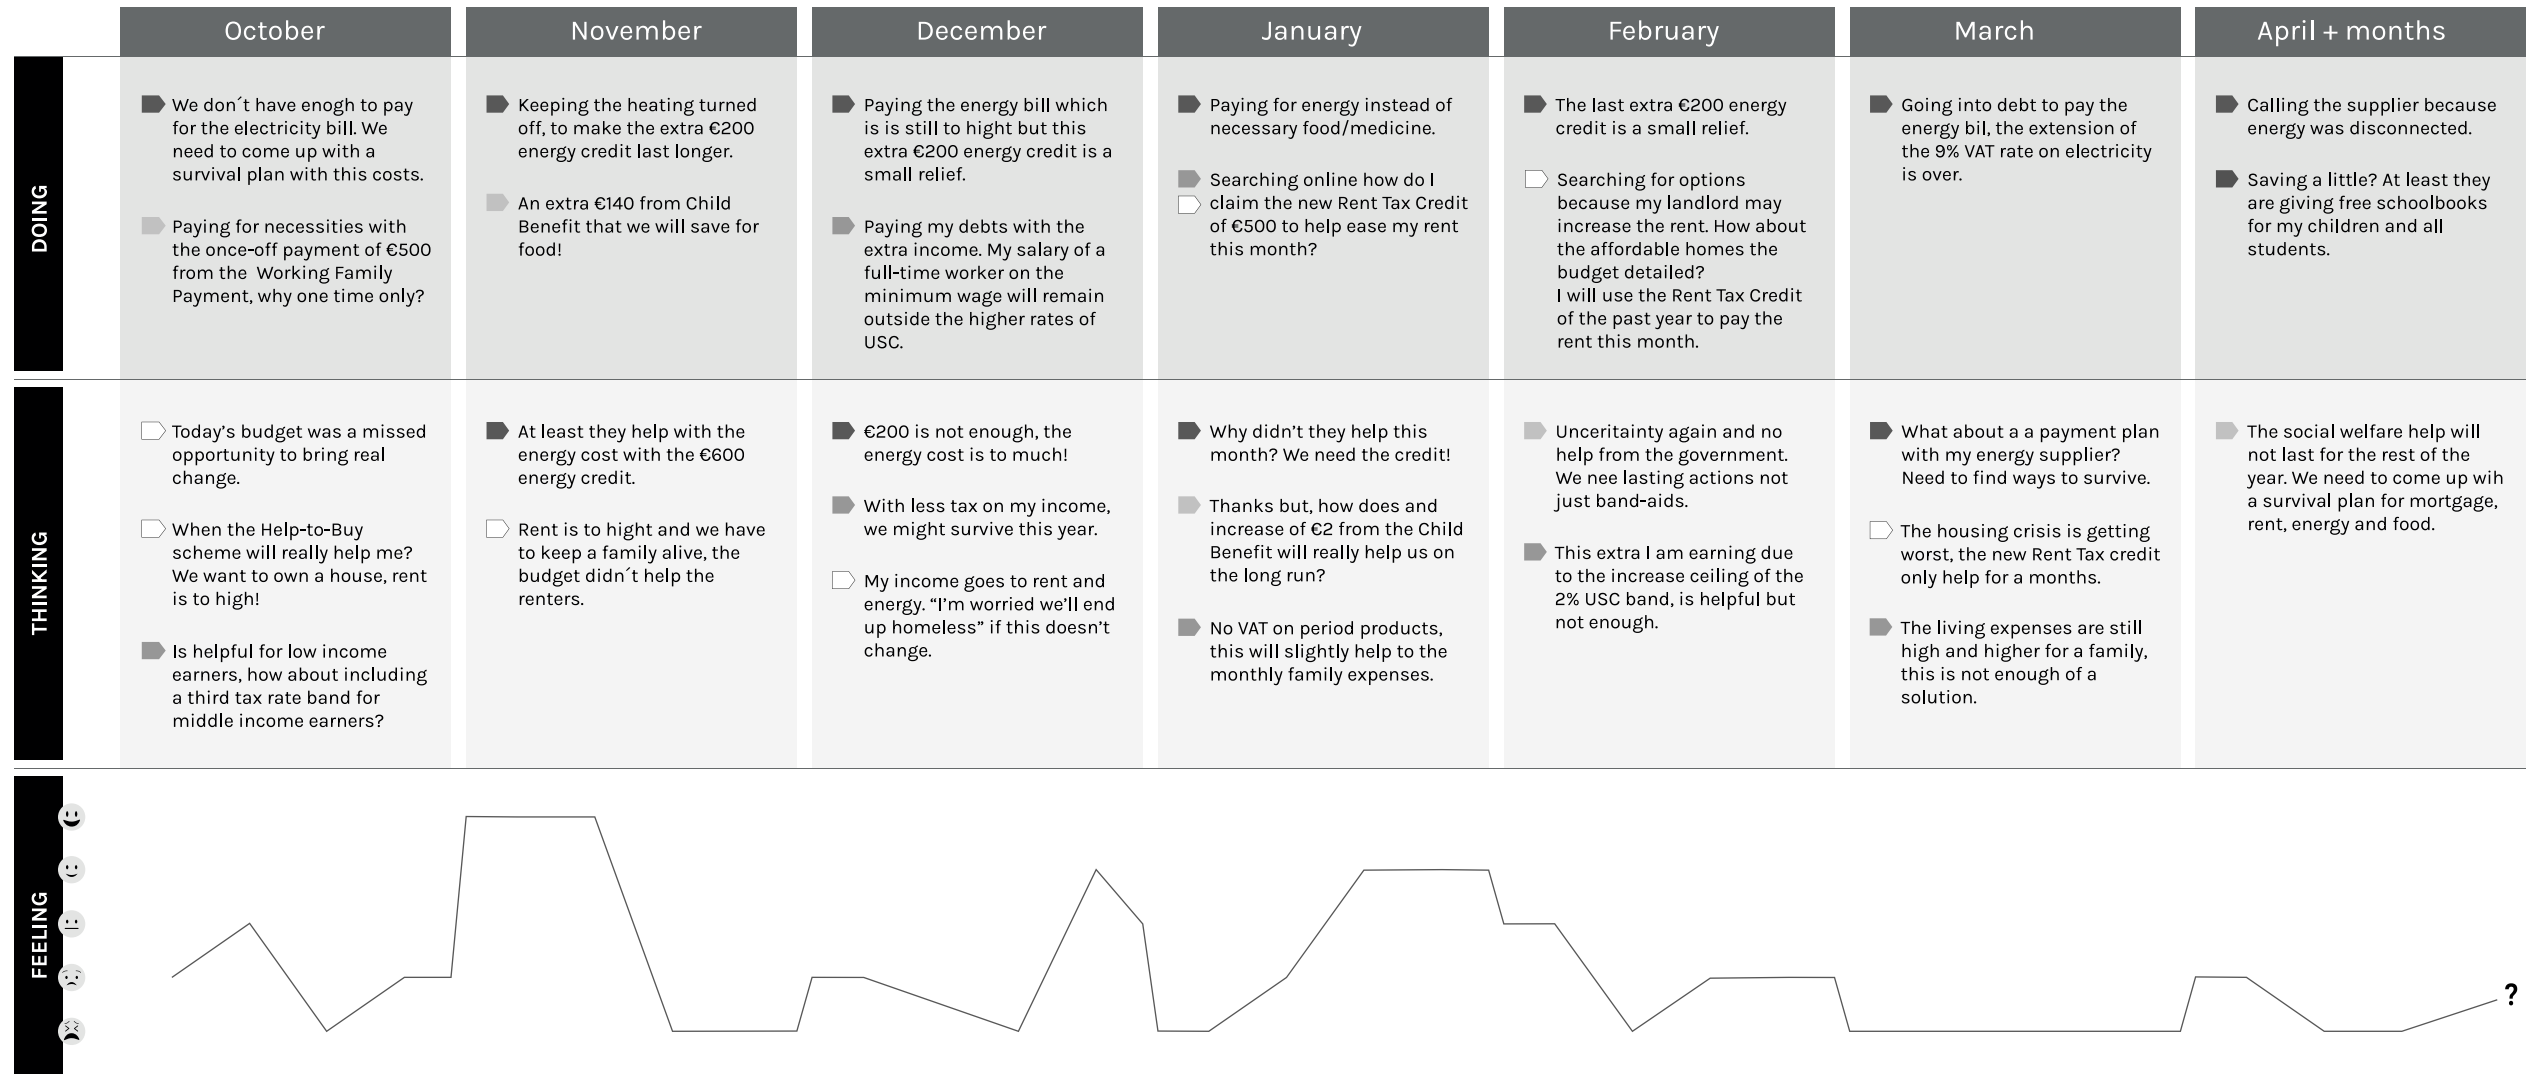 October
November
December
January
February
March
April + months
DOING
We don´t have enogh to pay
for the electricity bill. We
need to come up with a
survival plan with this costs.
Paying for necessities with
the once-off payment of €500
from the  Working Family
Payment, why one time only?
Keeping the heating turned
off, to make the extra €200
energy credit last longer.
An extra €140 from Child
Benefit that we will save for
food!
Paying the energy bill which
is is still to hight but this
extra €200 energy credit is a
small relief.
Paying my debts with the
extra income. My salary of a
full-time worker on the
minimum wage will remain
outside the higher rates of
USC.
Paying for energy instead of
necessary food/medicine.
Searching online how do I
claim the new Rent Tax Credit
of €500 to help ease my rent
this month?
The last extra €200 energy
credit is a small relief.
Searching for options
because my landlord may
increase the rent. How about
the affordable homes the
budget detailed?
I will use the Rent Tax Credit
of the past year to pay the
rent this month.
Going into debt to pay the
energy bil, the extension of
the 9% VAT rate on electricity
is over.
Calling the supplier because
energy was disconnected.
Saving a little? At least they
are giving free schoolbooks
for my children and all
students.
THINKING
Today’s budget was a missed
opportunity to bring real
change.
When the Help-to-Buy
scheme will really help me?
We want to own a house, rent
is to high!
Is helpful for low income
earners, how about including
a third tax rate band for
middle income earners?
At least they help with the
energy cost with the €600
energy credit.
Rent is to hight and we have
to keep a family alive, the
budget didn´t help the
renters.
€200 is not enough, the
energy cost is to much!
With less tax on my income,
we might survive this year.
My income goes to rent and
energy. “I’m worried we’ll end
up homeless” if this doesn’t
change.
Why didn’t they help this
month? We need the credit!
Thanks but, how does and
increase of €2 from the Child
Benefit will really help us on
the long run?
No VAT on period products,
this will slightly help to the
monthly family expenses.
Unceritainty again and no
help from the government.
We nee lasting actions not
just band-aids.
This extra I am earning due
to the increase ceiling of the
2% USC band, is helpful but
not enough.
What about a a payment plan
with my energy supplier?
Need to find ways to survive.
The housing crisis is getting
worst, the new Rent Tax credit
only help for a months.
The living expenses are still
high and higher for a family,
this is not enough of a
solution.
The social welfare help will
not last for the rest of the
year. We need to come up wih
a survival plan for mortgage,
rent, energy and food.
FEELING
?